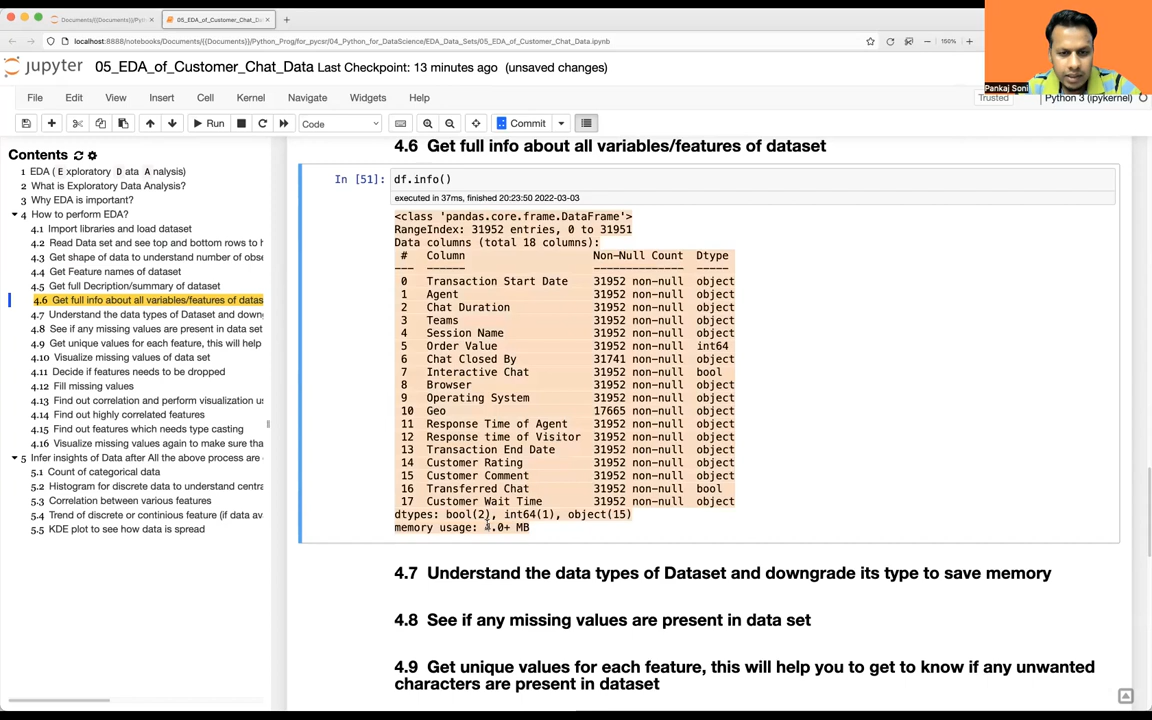 Documents/{{Documents}}/Pyth
05_EDA_of_Customer_Chat_Da
localhost:8888/notebooks/Documents/{{Documents}}/Python_Prog/for_pycsr/04_Python_for_DataScience/EDA_Data_Sets/05_EDA_of_Customer_Chat_Data.ipynb
150%
jupyter 05_EDA_of_Customer_Chat_Data Last Checkpoint: 13 minutes ago (unsaved changes)
Pankaj Soni
File Edit View Insert Cell Kernel Navigate Widgets Help
Trusted Python 3 (ipykernel)
Run Code Commit
Contents
1 EDA ( E xploratory D ata A nalysis)
2 What is Exploratory Data Analysis?
3 Why EDA is important?
4 How to perform EDA?
4.1 Import libraries and load dataset
4.2 Read Data set and see top and bottom rows to h
4.3 Get shape of data to understand number of obse
4.4 Get Feature names of dataset
4.5 Get full Decription/summary of dataset
4.6 Get full info about all variables/features of datas
4.7 Understand the data types of Dataset and down
4.8 See if any missing values are present in data set
4.9 Get unique values for each feature, this will help
4.10 Visualize missing values of data set
4.11 Decide if features needs to be dropped
4.12 Fill missing values
4.13 Find out correlation and perform visualization us
4.14 Find out highly correlated features
4.15 Find out features which needs type casting
4.16 Visualize missing values again to make sure tha
5 Infer insights of Data after All the above process are
5.1 Count of categorical data
5.2 Histogram for discrete data to understand centra
5.3 Correlation between various features
5.4 Trend of discrete or continious feature (if data av
5.5 KDE plot to see how data is spread
4.6 Get full info about all variables/features of dataset
In [51]: df.info()
executed in 37ms, finished 20:23:50 2022-03-03
<class 'pandas.core.frame.DataFrame'>
RangeIndex: 31952 entries, 0 to 31951
Data columns (total 18 columns):
# Column Non-Null Count Dtype
--- ------ -------------- -----
0 Transaction Start Date 31952 non-null object
1 Agent 31952 non-null object
2 Chat Duration 31952 non-null object
3 Teams 31952 non-null object
4 Session Name 31952 non-null object
5 Order Value 31952 non-null int64
6 Chat Closed By 31741 non-null object
7 Interactive Chat 31952 non-null bool
8 Browser 31952 non-null object
9 Operating System 31952 non-null object
10 Geo 17665 non-null object
11 Response Time of Agent 31952 non-null object
12 Response time of Visitor 31952 non-null object
13 Transaction End Date 31952 non-null object
14 Customer Rating 31952 non-null object
15 Customer Comment 31952 non-null object
16 Transferred Chat 31952 non-null bool
17 Customer Wait Time 31952 non-null object
dtypes: bool(2), int64(1), object(15)
memory usage: 4.0+ MB
4.7 Understand the data types of Dataset and downgrade its type to save memory
4.8 See if any missing values are present in data set
4.9 Get unique values for each feature, this will help you to get to know if any unwanted
characters are present in dataset